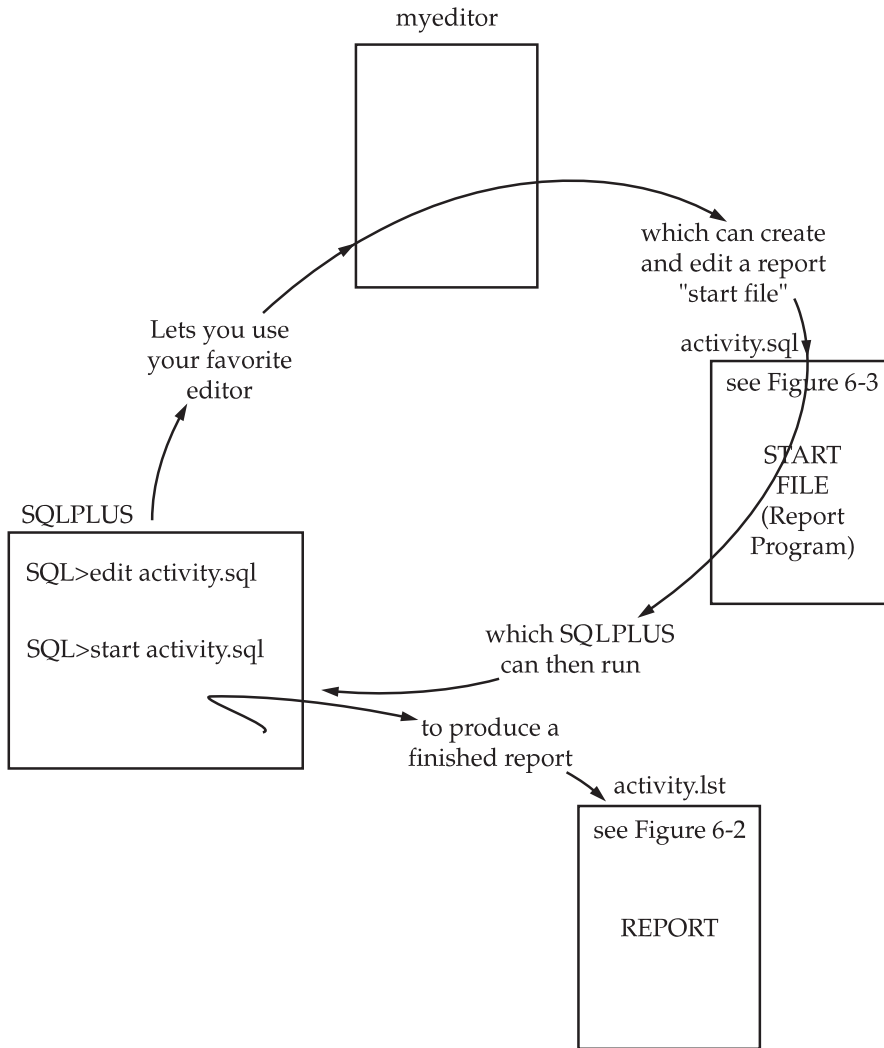 myeditor
which can create
and edit a report
"start file"
Lets you use
your favorite
editor
activity.sql
see Figure 6-3
START
FILE
(Report
Program)
SQLPLUS
SQL>edit activity.sql
SQL>start activity.sql
which SQLPLUS
can then run
to produce a
finished report
activity.lst
see Figure 6-2
REPORT